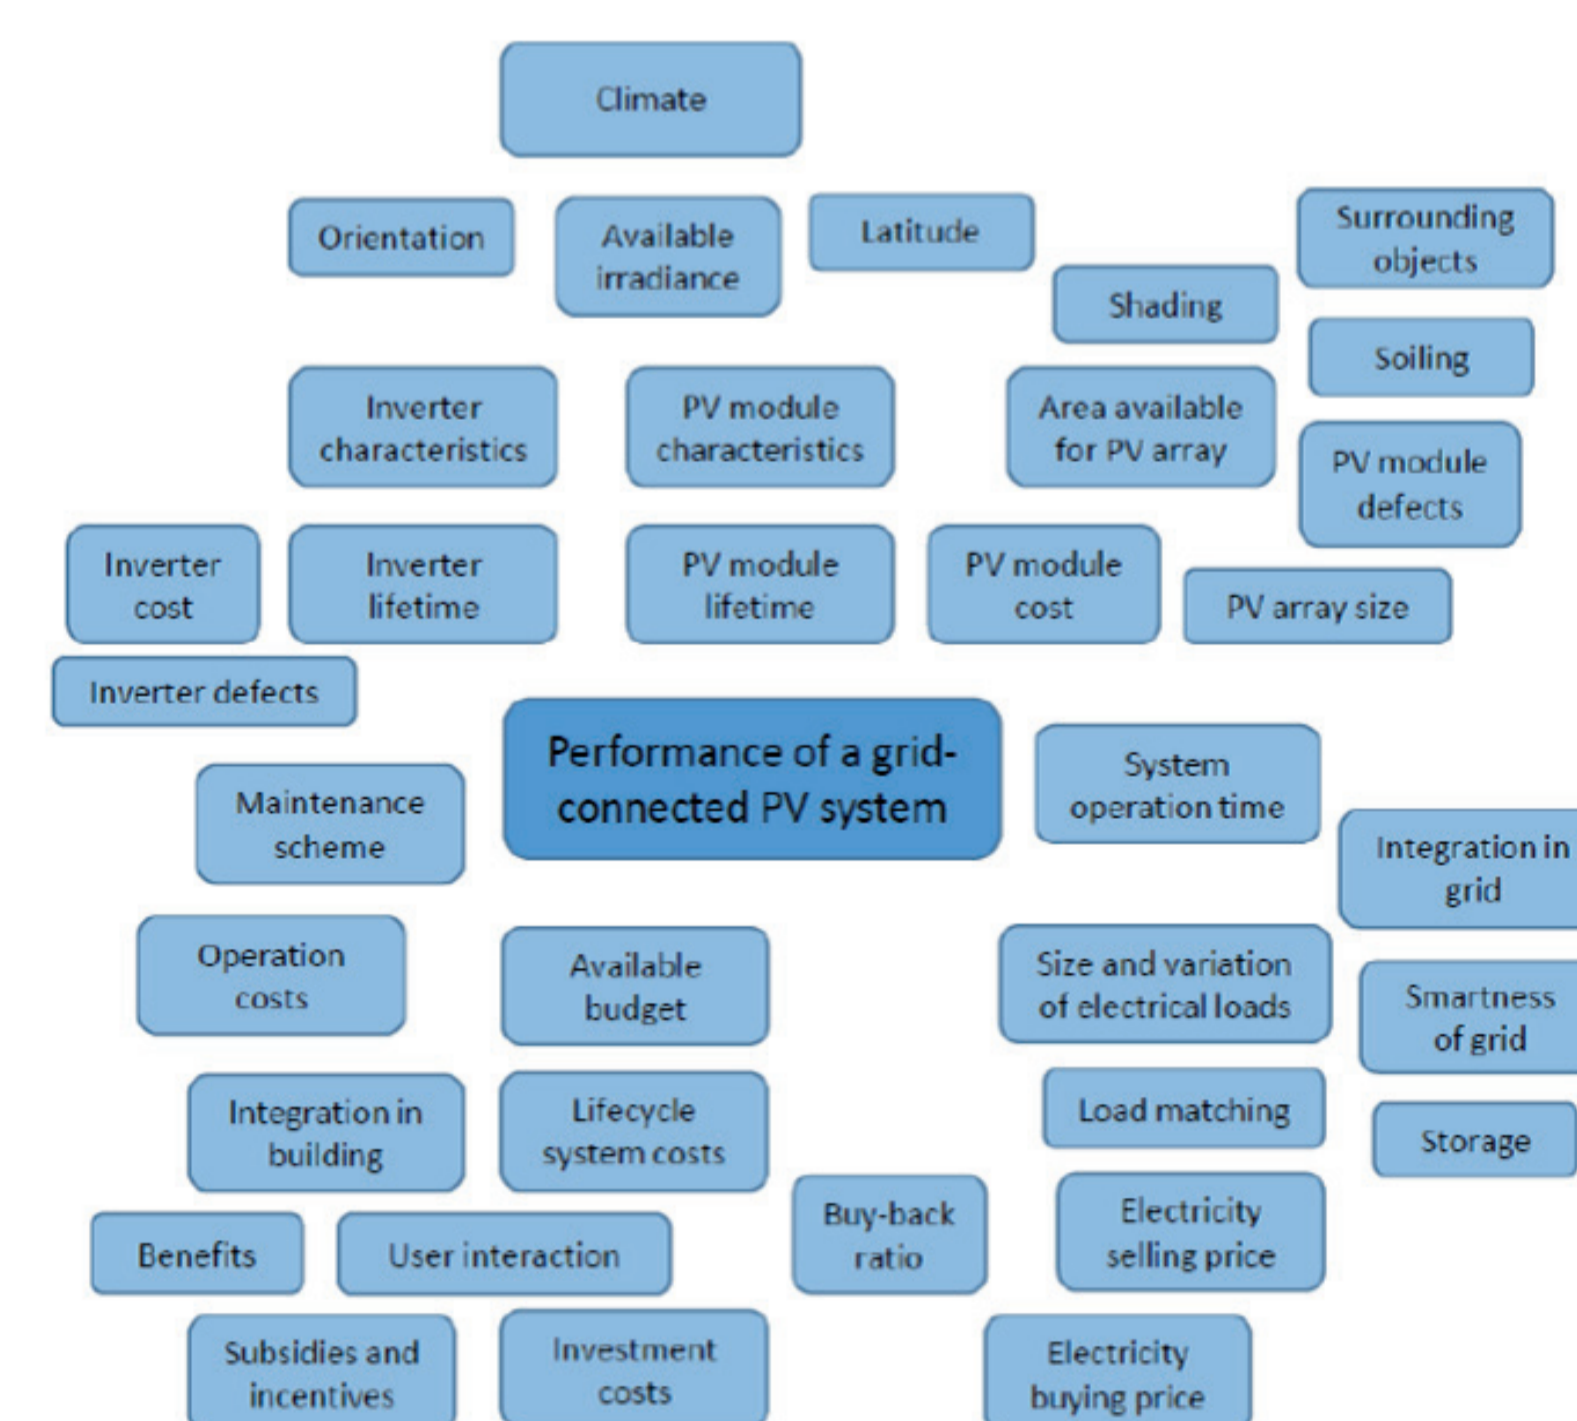 Climate
Orientation
Available
irradiance
Latitude
Surrounding
objects
Shading
Soiling
Inverter
characteristics
PV module
characteristics
Area available
for PV array
PV module
defects
Inverter
cost
Inverter
lifetime
PV module
lifetime
PV module
cost
PV array size
Inverter defects
Performance of a grid-
connected PV system
System
operation time
Maintenance
scheme
Integration in
grid
Operation
costs
Available
budget
Size and variation
of electrical loads
Smartness
of grid
Integration in
building
Lifecycle
system costs
Load matching
Storage
Benefits
User interaction
Buy-back
ratio
Electricity
selling price
Subsidies and
incentives
Investment
costs
Electricity
buying price